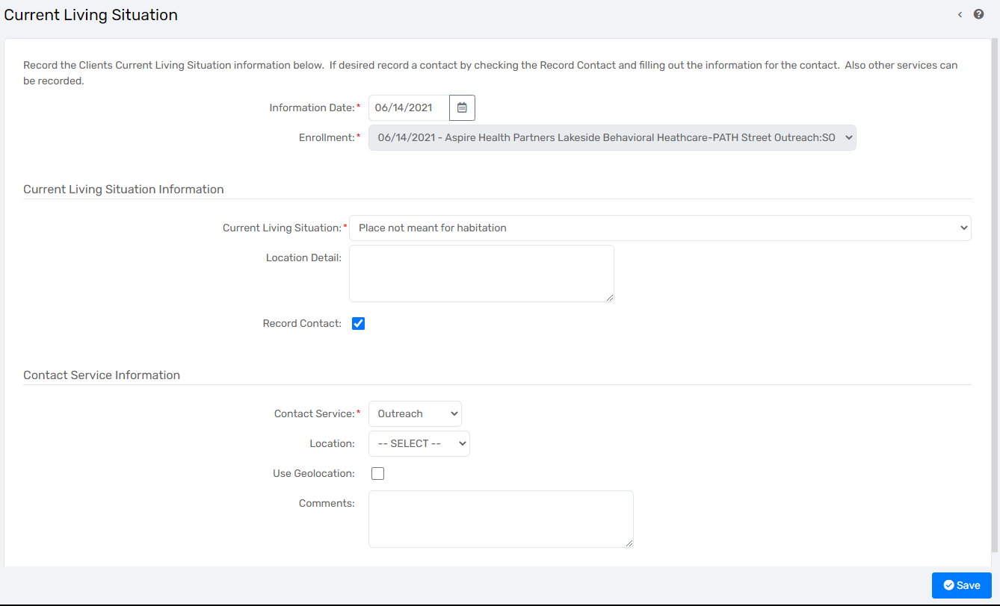 Current Living Situation
Record the Clients Current Living Situation information below.  If desired record a contact by checking the Record Contact and filling out the information for the contact.  Also other services can
be recorded.
Information Date:* 06/14/2021
Enrollment:* 06/14/2021 - Aspire Health Partners Lakeside Behavioral Heathcare-PATH Street Outreach:SO
Current Living Situation Information
Current Living Situation:* Place not meant for habitation
Location Detail:
Record Contact:
Contact Service Information
Contact Service:* Outreach
Location: -- SELECT --
Use Geolocation:
Comments:
Save